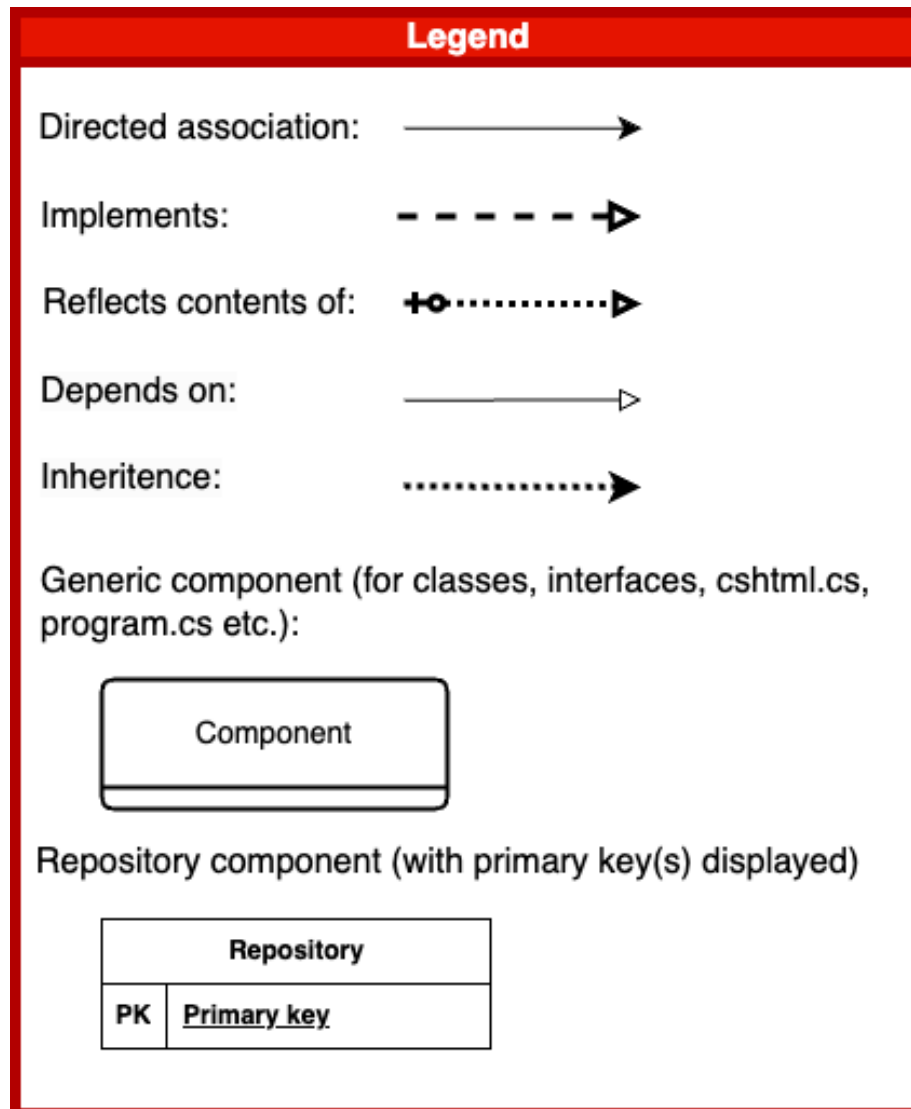 Legend
Directed association:
Implements:
Reflects contents of:
Depends on:
Inheritence:
Generic component (for classes, interfaces, cshtml.cs,
program.cs etc.):
Component
Repository component (with primary key(s) displayed)
Repository
PK Primary key